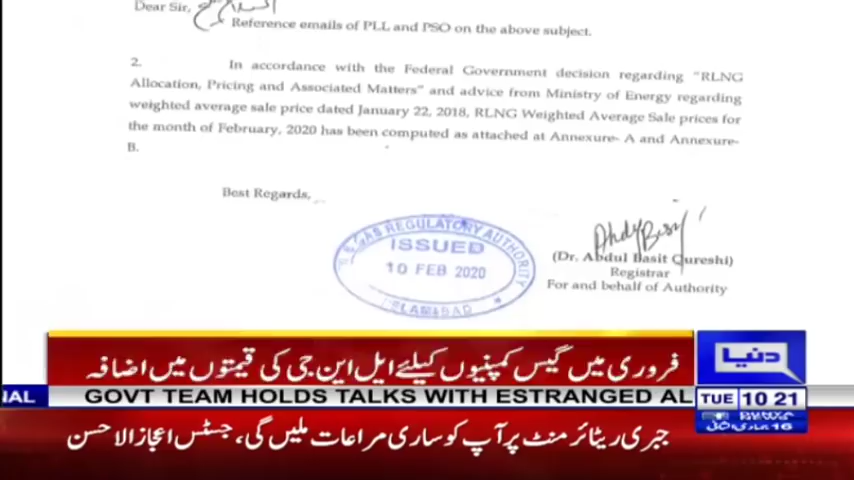 Dear Sir,
Reference emails of PLL and PSO on the above subject.
2. In accordance with the Federal Government decision regarding "RLNG
Allocation, Pricing and Associated Matters" and advice from Ministry of Energy regarding
weighted average sale price dated January 22, 2018, RLNG Weighted Average Sale prices for
the month of February, 2020 has been computed as attached at Annexure- A and Annexure-
B.
Best Regards,
GAS REGULATORY AUTHORITY
ISSUED
10 FEB 2020
ISLAMABAD
(Dr. Abdul Basit Qureshi)
Registrar
For and behalf of Authority
فروری میں گیس کمپنیوں کیلئے ایل این جی کی قیمتوں میں اضافہ
دنیا
NAL GOVT TEAM HOLDS TALKS WITH ESTRANGED AL
TUE 10 21
جبری ریٹائرمنٹ پر آپ کو ساری مراعات ملیں گی، جسٹس اعجاز الاحسن